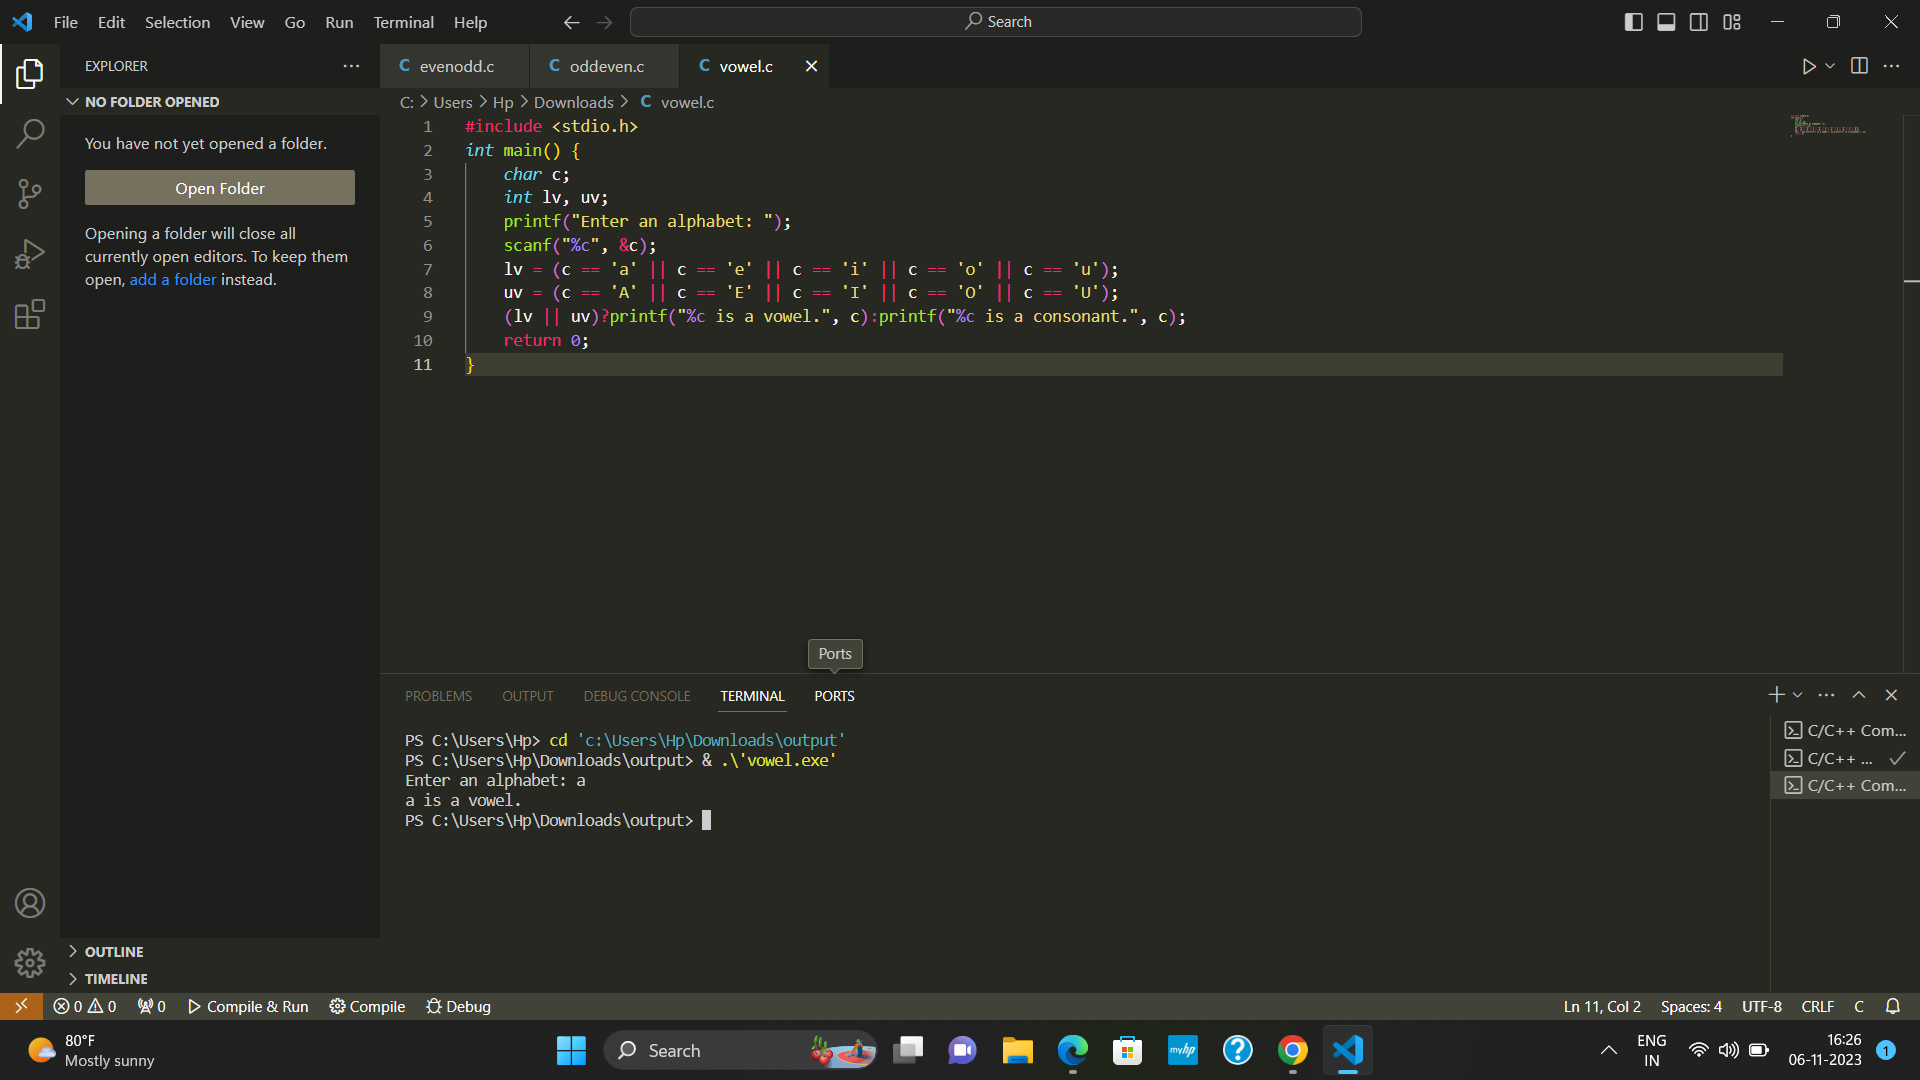 File Edit Selection View Go Run Terminal Help
Search
EXPLORER
NO FOLDER OPENED
You have not yet opened a folder.
Open Folder
Opening a folder will close all
currently open editors. To keep them
open, add a folder instead.
OUTLINE
TIMELINE
C evenodd.c C oddeven.c C vowel.c
C: > Users > Hp > Downloads > C vowel.c
1 #include <stdio.h>
2 int main() {
3 char c;
4 int lv, uv;
5 printf("Enter an alphabet: ");
6 scanf("%c", &c);
7 lv = (c == 'a' || c == 'e' || c == 'i' || c == 'o' || c == 'u');
8 uv = (c == 'A' || c == 'E' || c == 'I' || c == 'O' || c == 'U');
9 (lv || uv)?printf("%c is a vowel.", c):printf("%c is a consonant.", c);
10 return 0;
11 }
Ports
PROBLEMS OUTPUT DEBUG CONSOLE TERMINAL PORTS
PS C:\Users\Hp> cd 'c:\Users\Hp\Downloads\output'
PS C:\Users\Hp\Downloads\output> & .\'vowel.exe'
Enter an alphabet: a
a is a vowel.
PS C:\Users\Hp\Downloads\output>
C/C++ Com...
C/C++ ...
C/C++ Com...
0 0 0 Compile & Run Compile Debug Ln 11, Col 2 Spaces: 4 UTF-8 CRLF C
80°F
Mostly sunny
Search
myhp
ENG
IN
16:26
06-11-2023
1